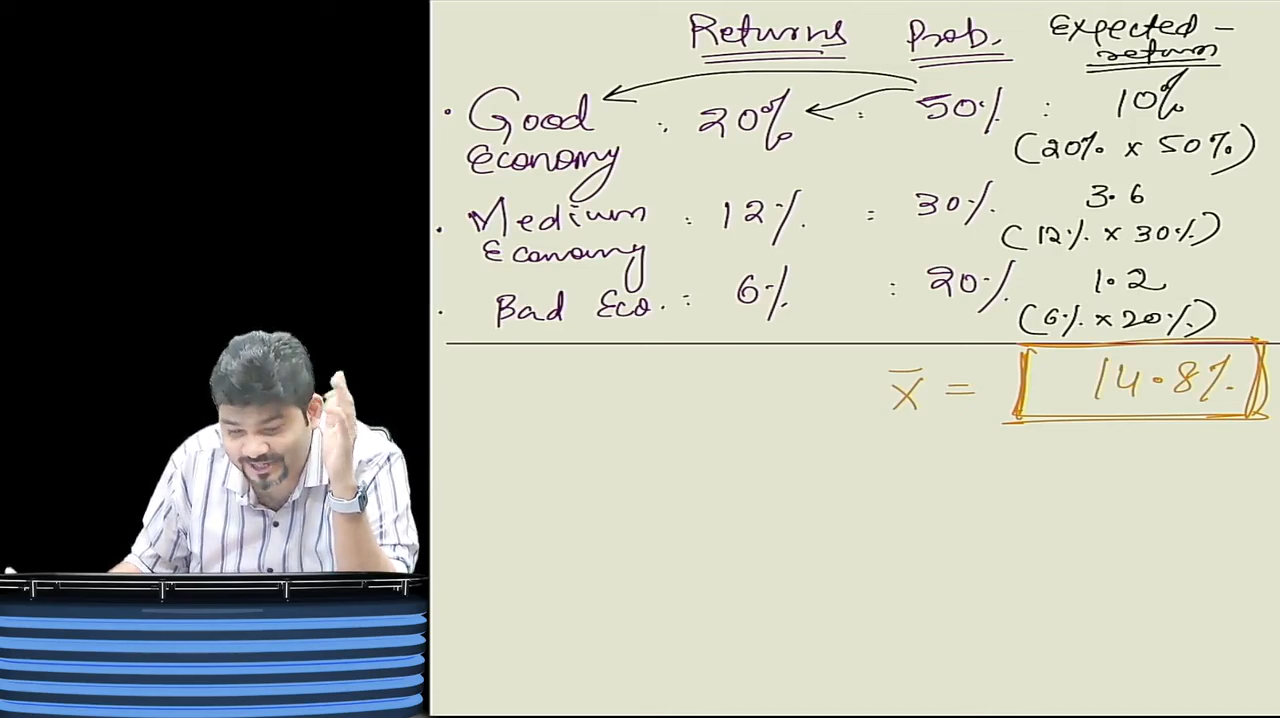 Returns Prob. Expected - return
. Good Economy : 20% : 50% : 10%
(20% x 50%)
. Medium Economy : 12% : 30% 3.6
(12% x 30%)
. Bad Eco. : 6% : 20% 1.2
(6% x 20%)
x̄ = 14.8%